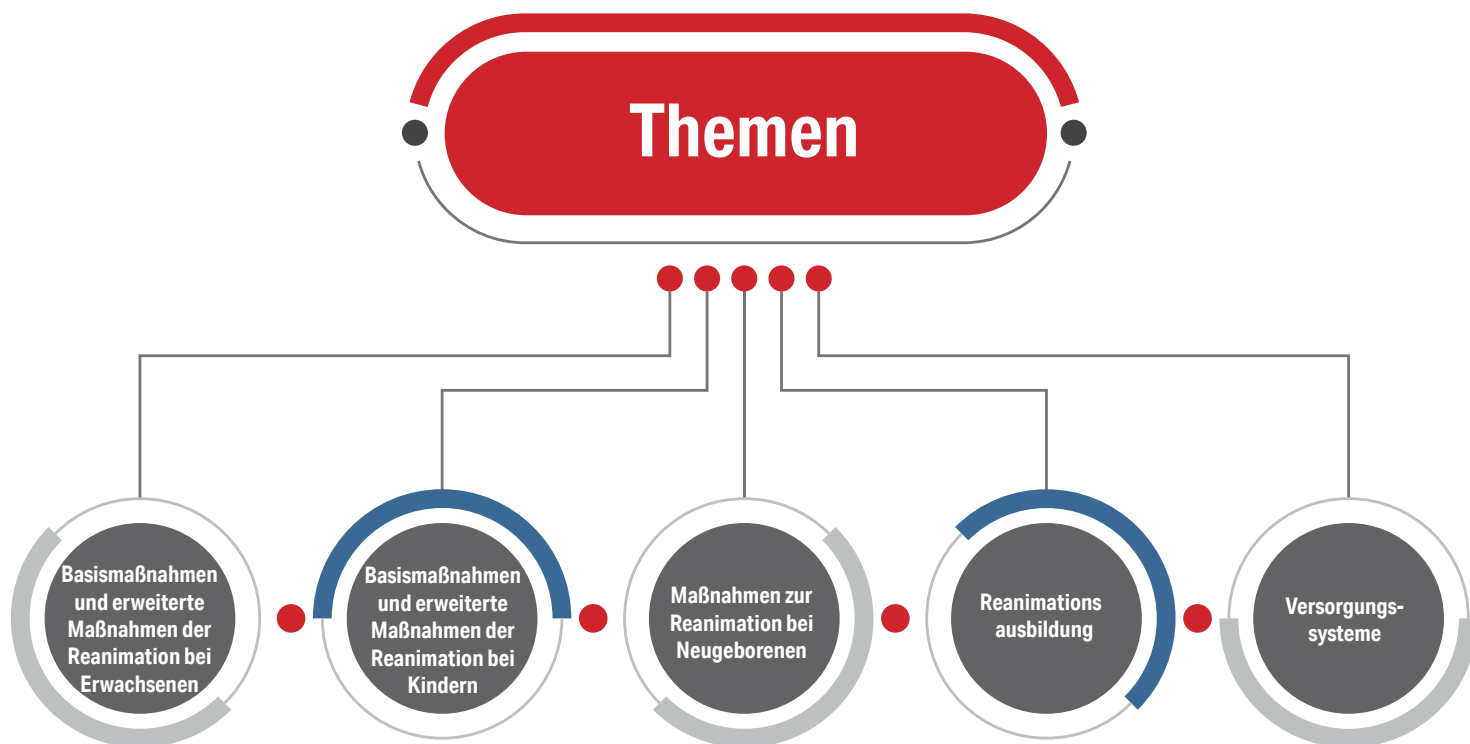 Themen
Basismaßnahmen
und erweiterte
Maßnahmen der
Reanimation bei
Erwachsenen
Basismaßnahmen
und erweiterte
Maßnahmen der
Reanimation bei
Kindern
Maßnahmen zur
Reanimation bei
Neugeborenen
Reanimations
ausbildung
Versorgungs-
systeme